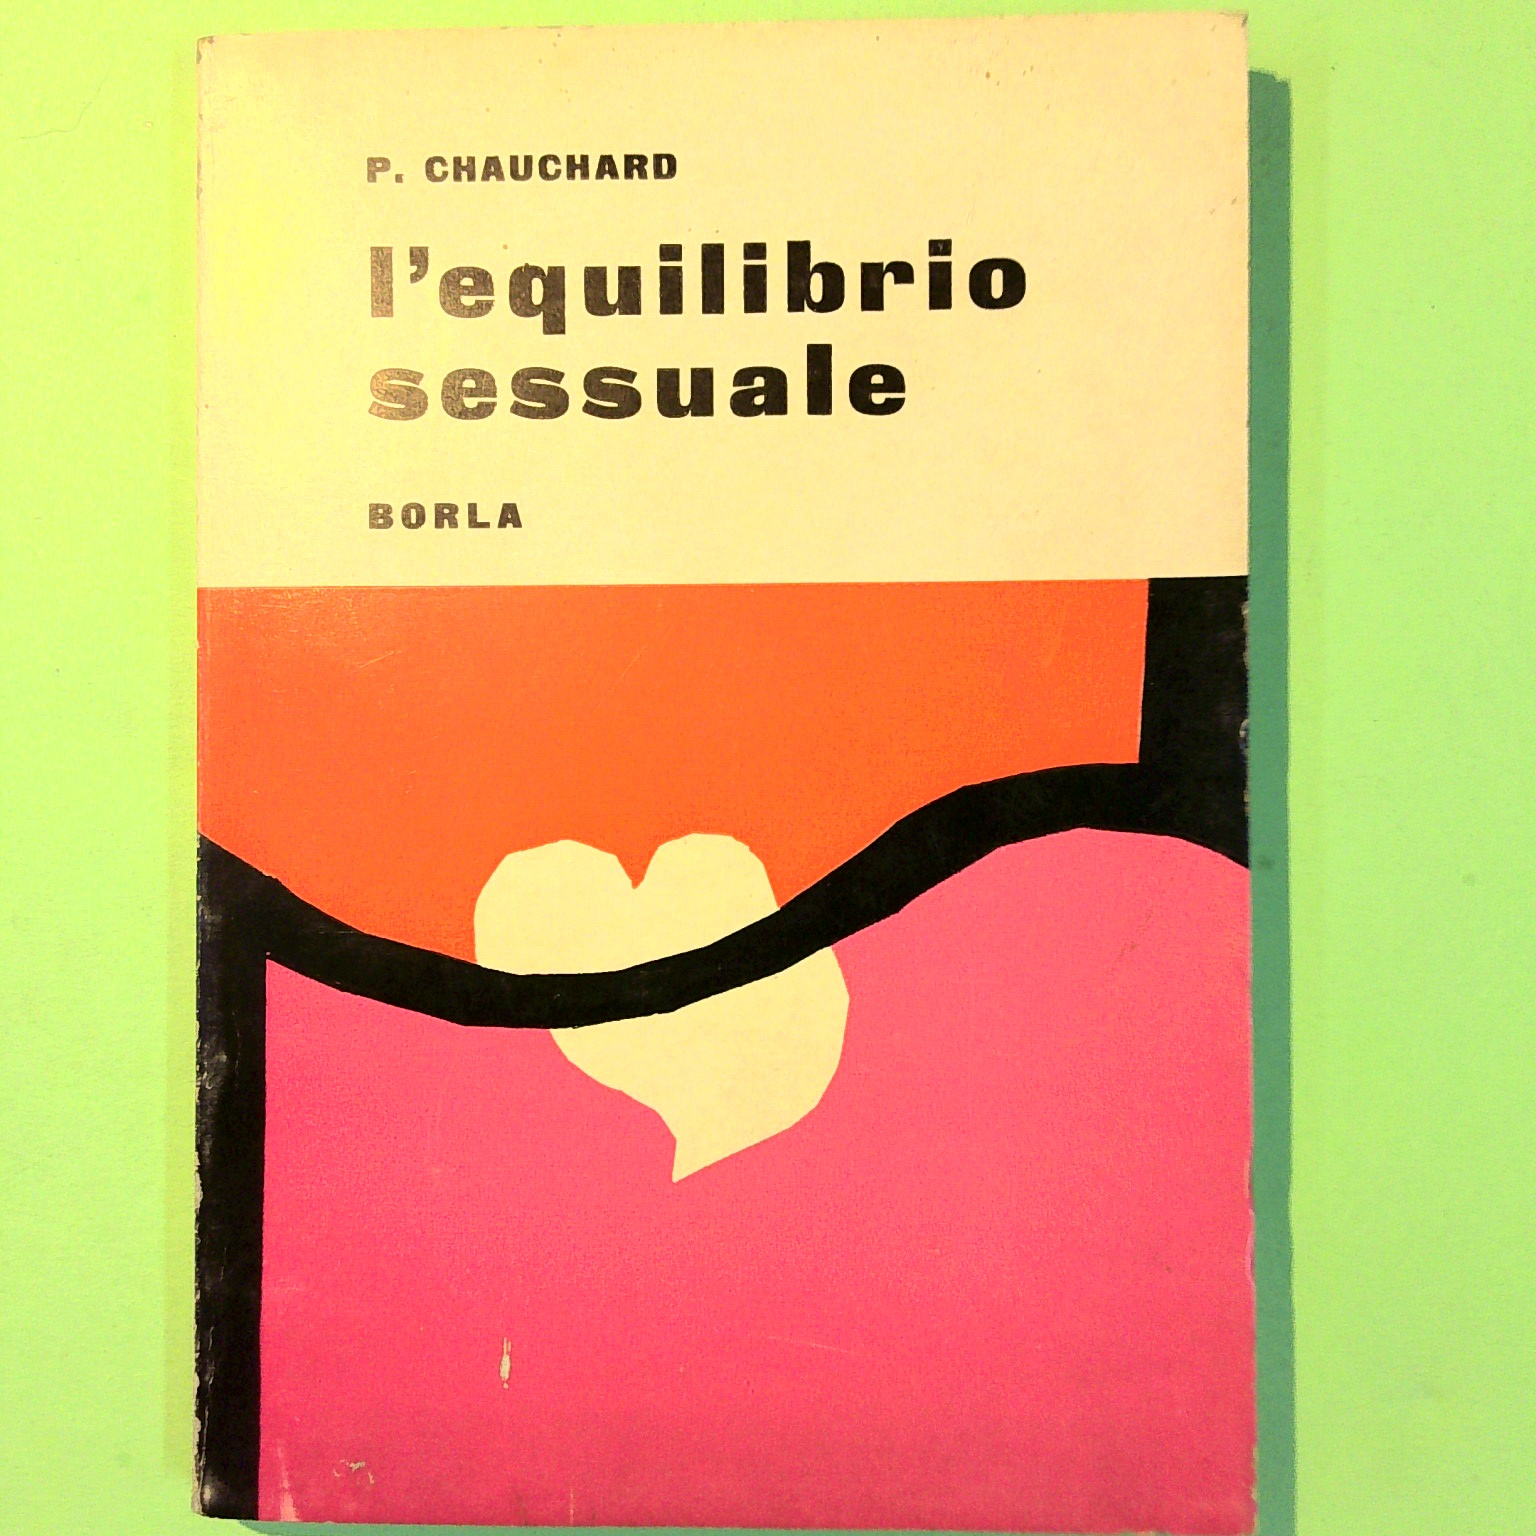 P. CHAUCHARD
l'equilibrio
sessuale
BORLA